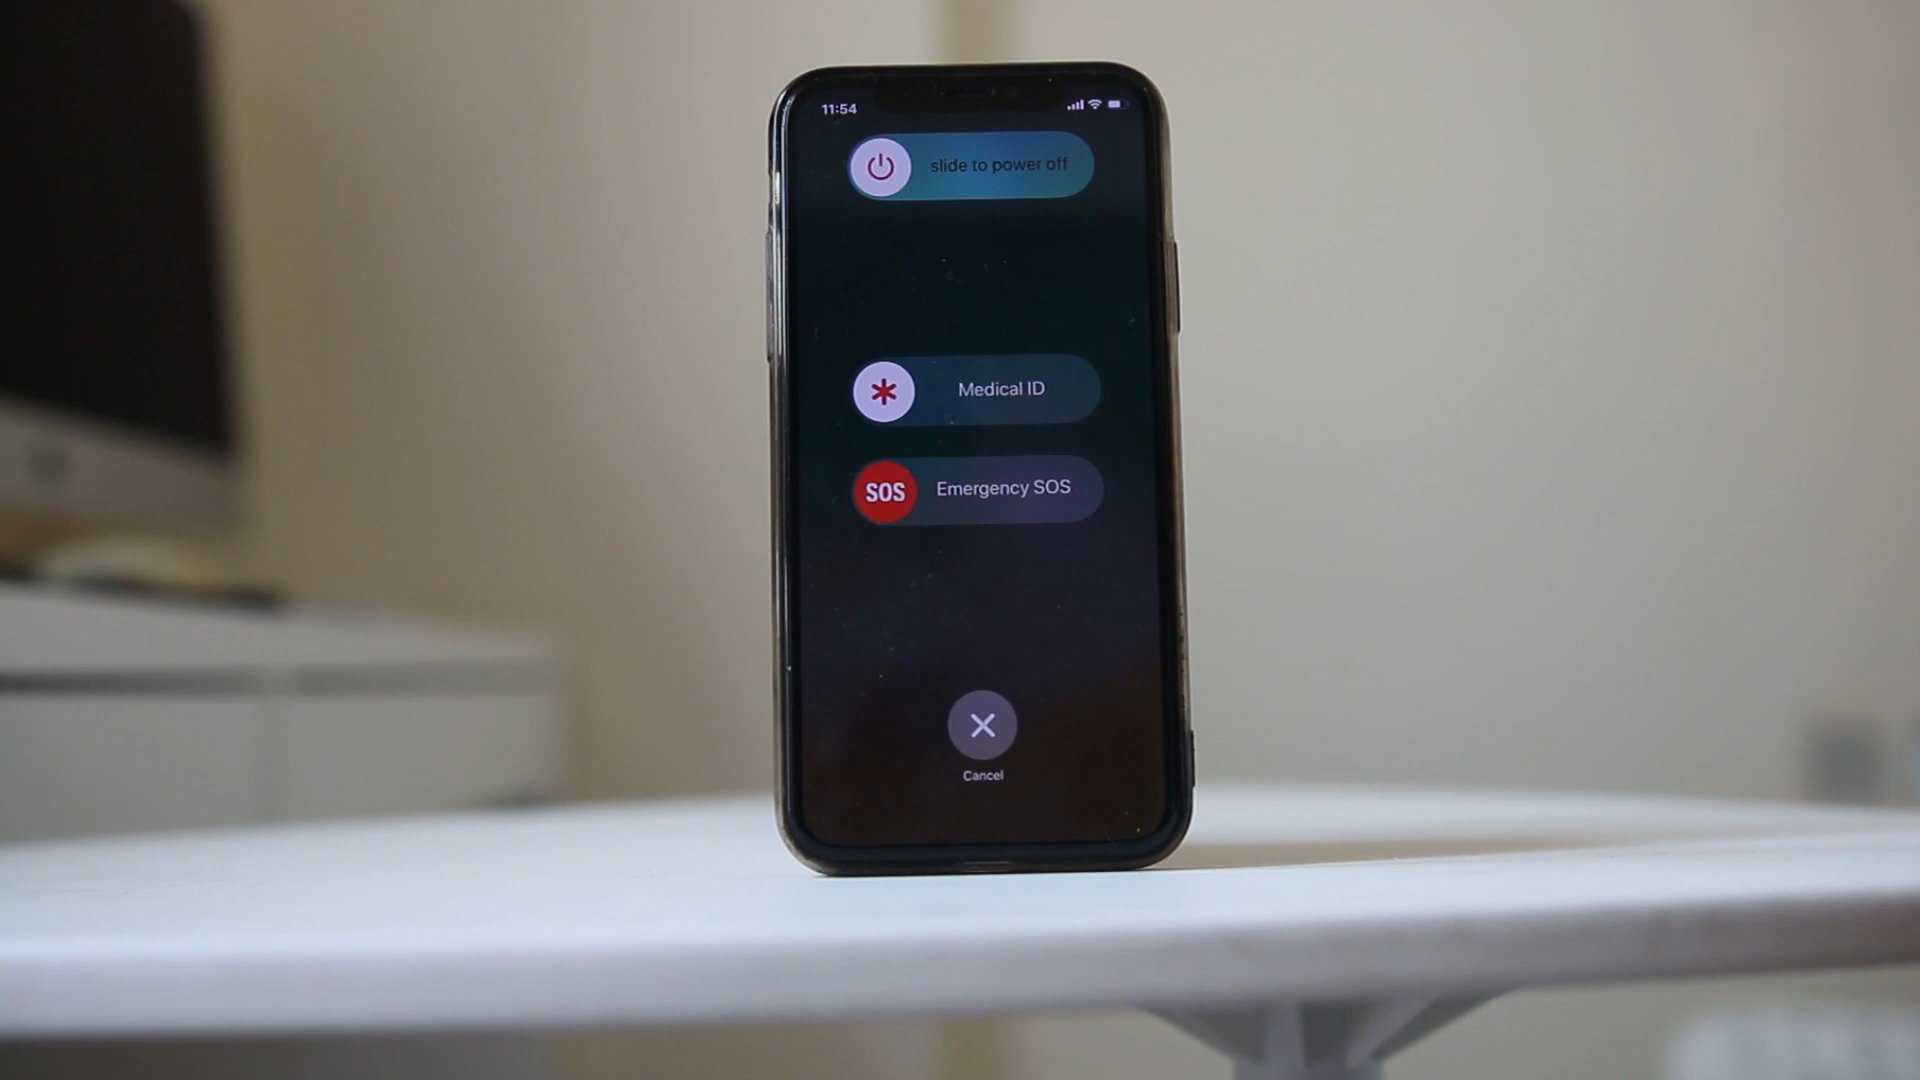 11:54
slide to power off
Medical ID
SOS Emergency SOS
Cancel